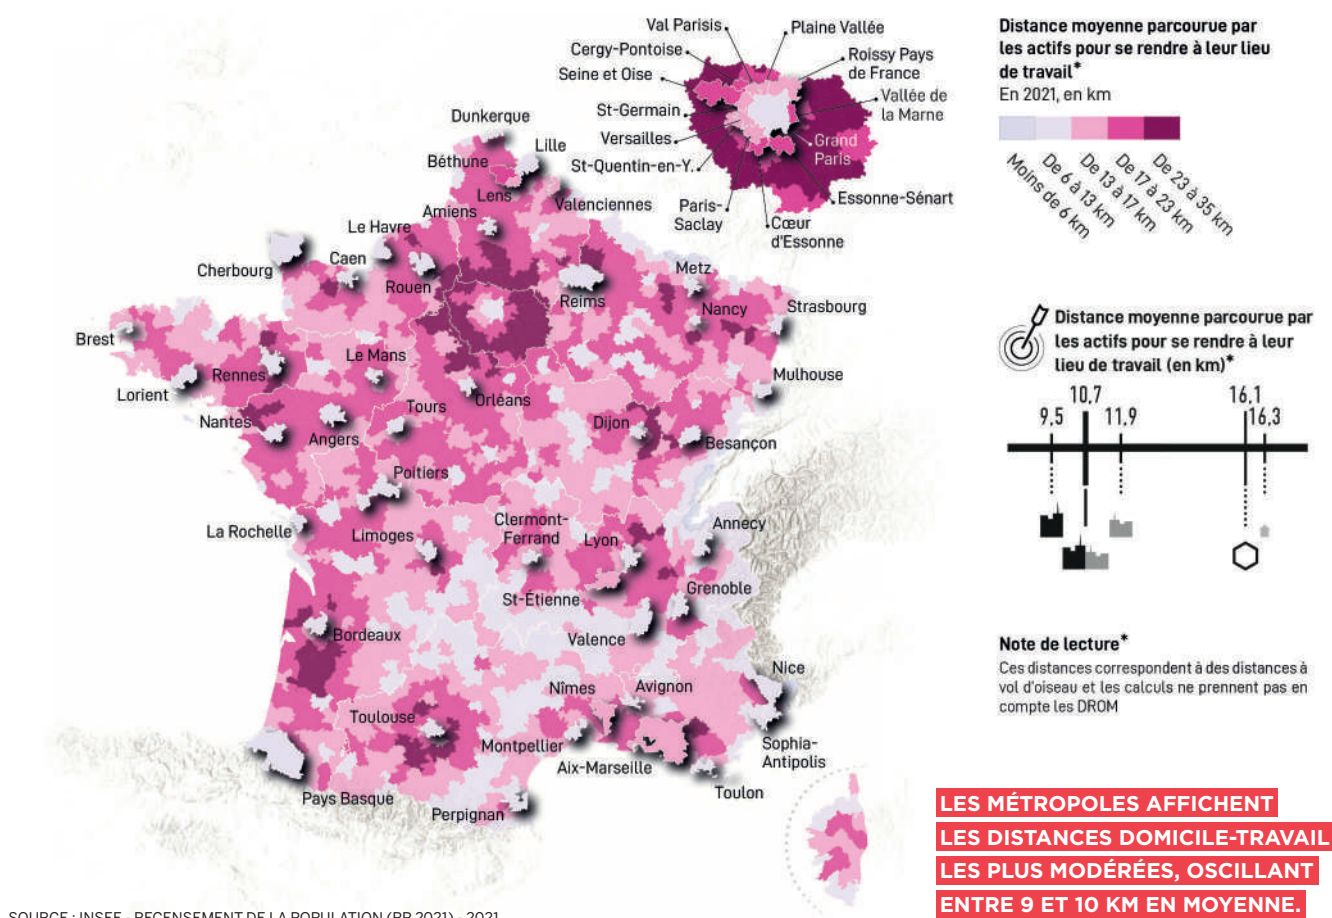 Val Parisis
Plaine Vallée
Cergy-Pontoise
Roissy Pays
de France
Seine et Oise
Vallée de
la Marne
St-Germain
Versailles
Grand
Paris
St-Quentin-en-Y.
Essonne-Sénart
Paris-
Saclay
Cœur
d'Essonne
Dunkerque
Lille
Béthune
Lens
Valenciennes
Amiens
Le Havre
Caen
Cherbourg
Rouen
Reims
Metz
Nancy
Strasbourg
Brest
Le Mans
Rennes
Lorient
Mulhouse
Orléans
Tours
Nantes
Angers
Dijon
Besançon
Poitiers
La Rochelle
Limoges
Clermont-
Ferrand
Lyon
Annecy
Grenoble
St-Étienne
Valence
Bordeaux
Nice
Nîmes
Avignon
Toulouse
Montpellier
Aix-Marseille
Sophia-
Antipolis
Toulon
Pays Basque
Perpignan
Distance moyenne parcourue par
les actifs pour se rendre à leur lieu
de travail*
En 2021, en km
Moins de 6 km
De 6 à 13 km
De 13 à 17 km
De 17 à 23 km
De 23 à 35 km
Distance moyenne parcourue par
les actifs pour se rendre à leur
lieu de travail (en km)*
10,7
16,1
9,5
11,9
16,3
Note de lecture*
Ces distances correspondent à des distances à
vol d'oiseau et les calculs ne prennent pas en
compte les DROM
LES MÉTROPOLES AFFICHENT
LES DISTANCES DOMICILE-TRAVAIL
LES PLUS MODÉRÉES, OSCILLANT
ENTRE 9 ET 10 KM EN MOYENNE.
SOURCE : INSEE - RECENSEMENT DE LA POPULATION (RP 2021) - 2021